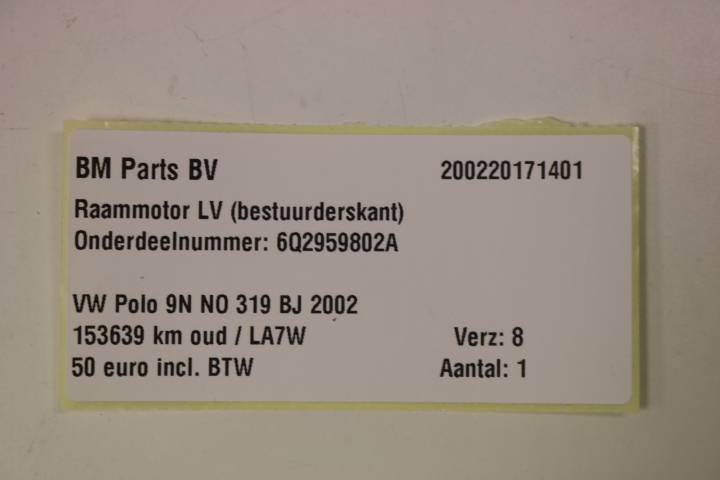 BM Parts BV 200220171401
Raammotor LV (bestuurderskant)
Onderdeelnummer: 6Q2959802A
VW Polo 9N NO 319 BJ 2002
153639 km oud / LA7W Verz: 8
50 euro incl. BTW Aantal: 1